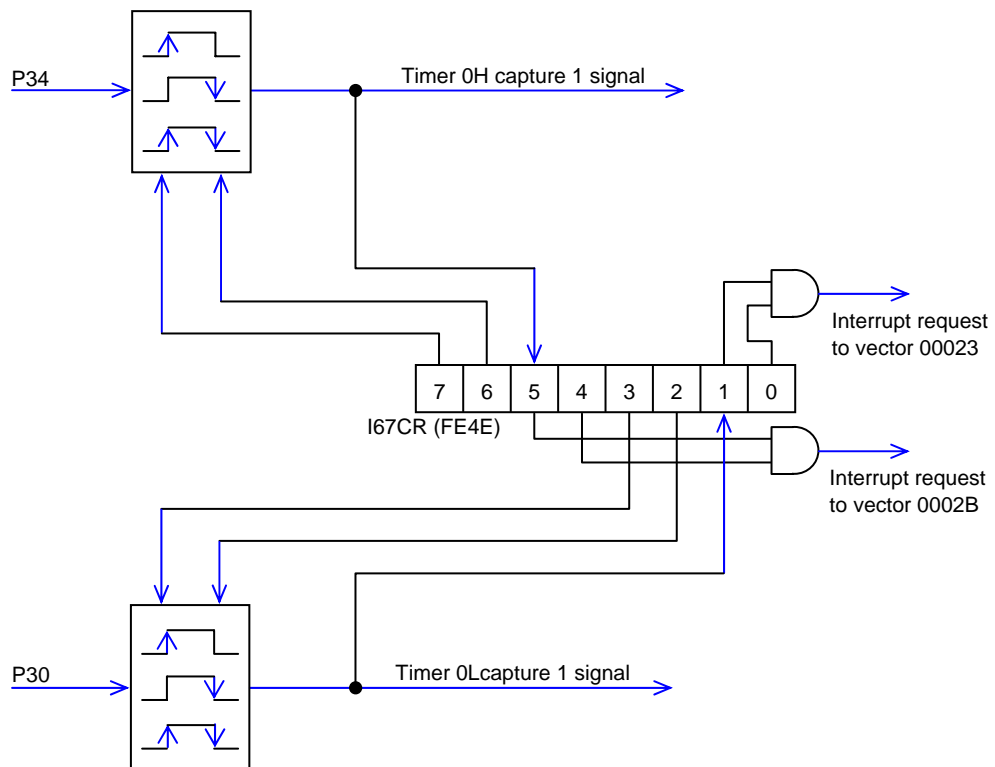 P34
Timer 0H capture 1 signal
Interrupt request
to vector 00023
7 6 5 4 3 2 1 0
I67CR (FE4E)
Interrupt request
to vector 0002B
P30
Timer 0Lcapture 1 signal